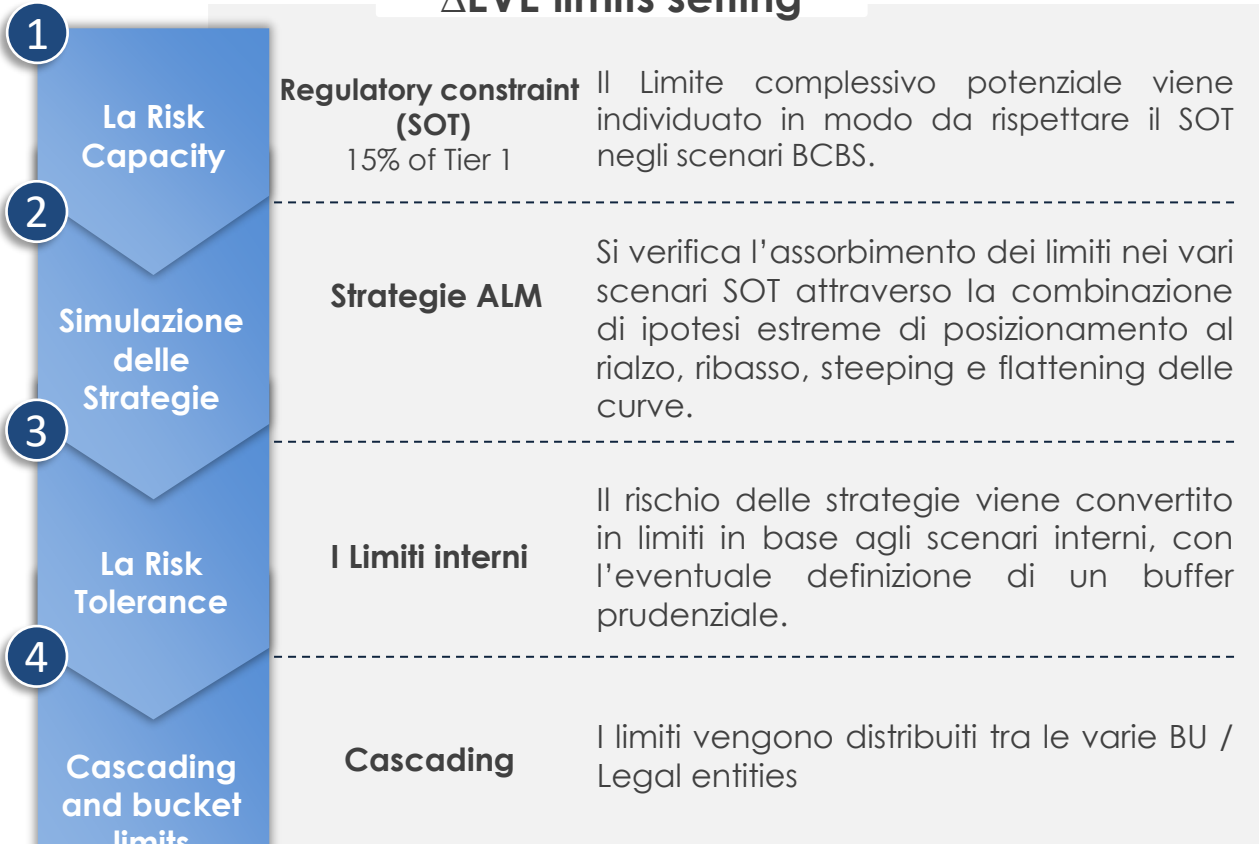 ΔEVE limits setting
1
La Risk
Capacity
Regulatory constraint
(SOT)
15% of Tier 1
Il Limite complessivo potenziale viene
individuato in modo da rispettare il SOT
negli scenari BCBS.
2
Simulazione
delle
Strategie
Strategie ALM
Si verifica l’assorbimento dei limiti nei vari
scenari SOT attraverso la combinazione
di ipotesi estreme di posizionamento al
rialzo, ribasso, steeping e flattening delle
curve.
3
La Risk
Tolerance
I Limiti interni
Il rischio delle strategie viene convertito
in limiti in base agli scenari interni, con
l’eventuale definizione di un buffer
prudenziale.
4
Cascading
and bucket
limits
Cascading
I limiti vengono distribuiti tra le varie BU /
Legal entities